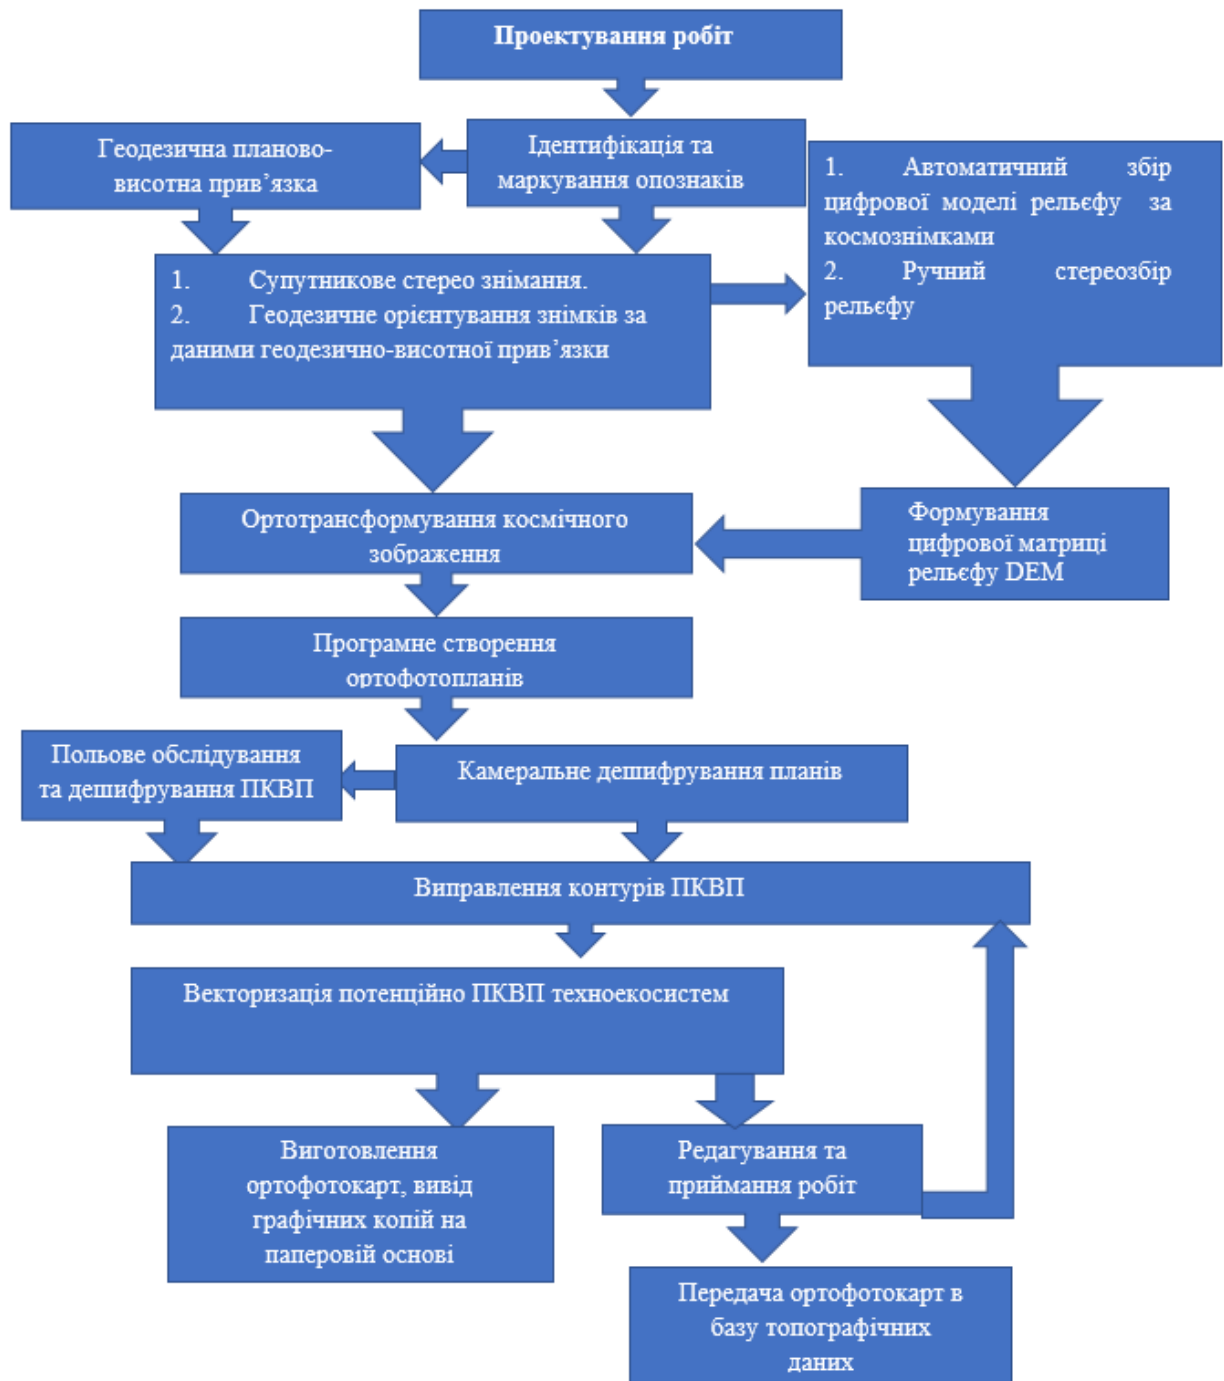 Проектування робіт
Геодезична планово-
висотна прив’язка
Ідентифікація та
маркування опознаків
1. Автоматичний збір
цифрової моделі рельєфу за
космознімками
2. Ручний стереозбір
рельєфу
1. Супутникове стерео знімання.
2. Геодезичне орієнтування знімків за
даними геодезично-висотної прив’язки
Ортотрансформування космічного
зображення
Формування
цифрової матриці
рельєфу DEM
Програмне створення
ортофотопланів
Польове обслідування
та дешифрування ПКВП
Камеральне дешифрування планів
Виправлення контурів ПКВП
Векторизація потенційно ПКВП техноекосистем
Виготовлення
ортофотокарт, вивід
графічних копій на
паперовій основі
Редагування та
приймання робіт
Передача ортофотокарт в
базу топографічних
даних